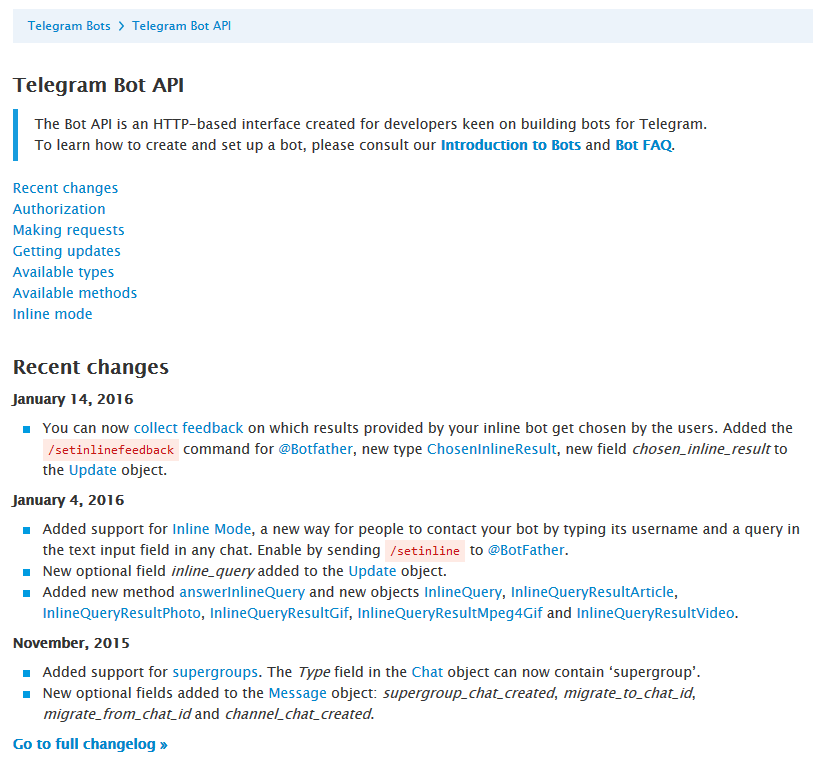 Telegram Bots > Telegram Bot API
Telegram Bot API
The Bot API is an HTTP-based interface created for developers keen on building bots for Telegram.
To learn how to create and set up a bot, please consult our Introduction to Bots and Bot FAQ.
Recent changes
Authorization
Making requests
Getting updates
Available types
Available methods
Inline mode
Recent changes
January 14, 2016
You can now collect feedback on which results provided by your inline bot get chosen by the users. Added the
/setinlinefeedback command for @Botfather, new type ChosenInlineResult, new field chosen_inline_result to
the Update object.
January 4, 2016
Added support for Inline Mode, a new way for people to contact your bot by typing its username and a query in
the text input field in any chat. Enable by sending /setinline to @BotFather.
New optional field inline_query added to the Update object.
Added new method answerInlineQuery and new objects InlineQuery, InlineQueryResultArticle,
InlineQueryResultPhoto, InlineQueryResultGif, InlineQueryResultMpeg4Gif and InlineQueryResultVideo.
November, 2015
Added support for supergroups. The Type field in the Chat object can now contain ‘supergroup’.
New optional fields added to the Message object: supergroup_chat_created, migrate_to_chat_id,
migrate_from_chat_id and channel_chat_created.
Go to full changelog »